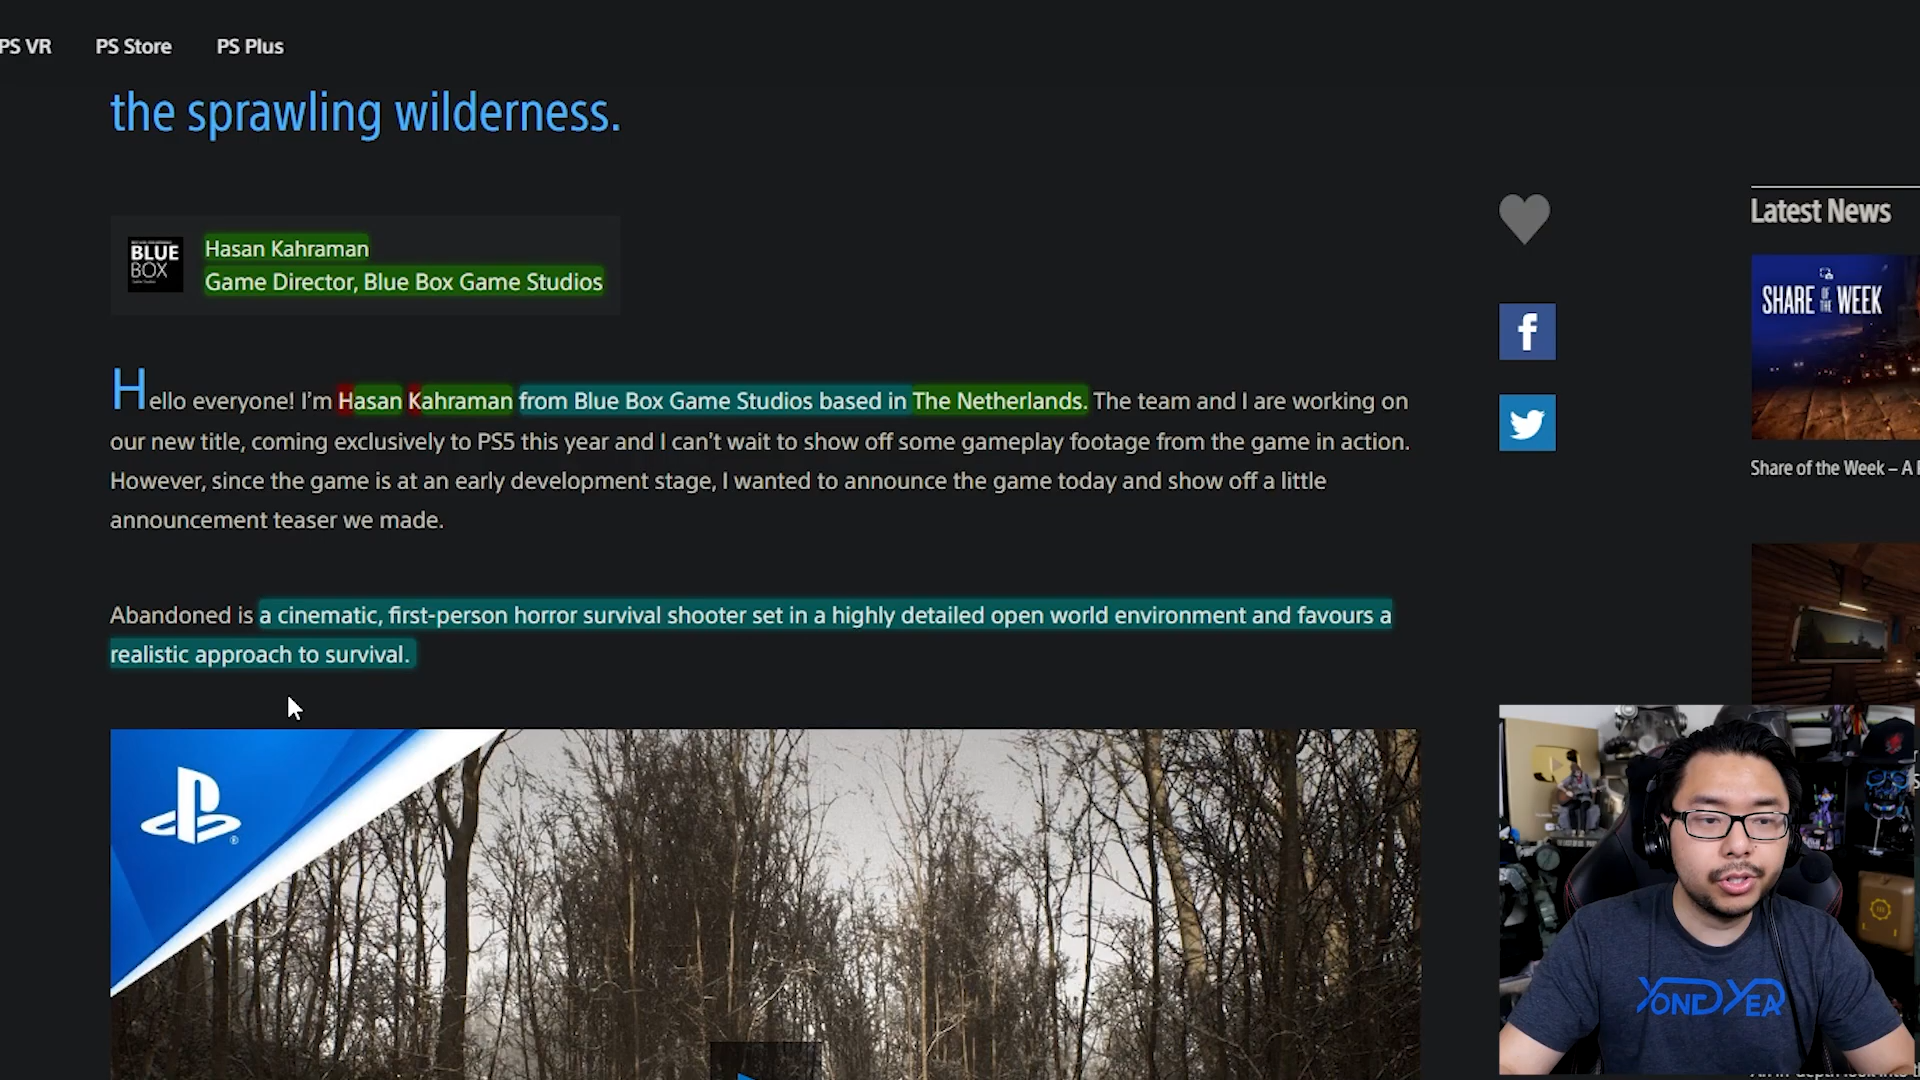 PS VR PS Store PS Plus
the sprawling wilderness.
BLUE
BOX
Hasan Kahraman
Game Director, Blue Box Game Studios
Hello everyone! I'm Hasan Kahraman from Blue Box Game Studios based in The Netherlands. The team and I are working on
our new title, coming exclusively to PS5 this year and I can't wait to show off some gameplay footage from the game in action.
However, since the game is at an early development stage, I wanted to announce the game today and show off a little
announcement teaser we made.
Abandoned is a cinematic, first-person horror survival shooter set in a highly detailed open world environment and favours a
realistic approach to survival.
Latest News
SHARE OF THE WEEK
Share of the Week – A
YONGYEA